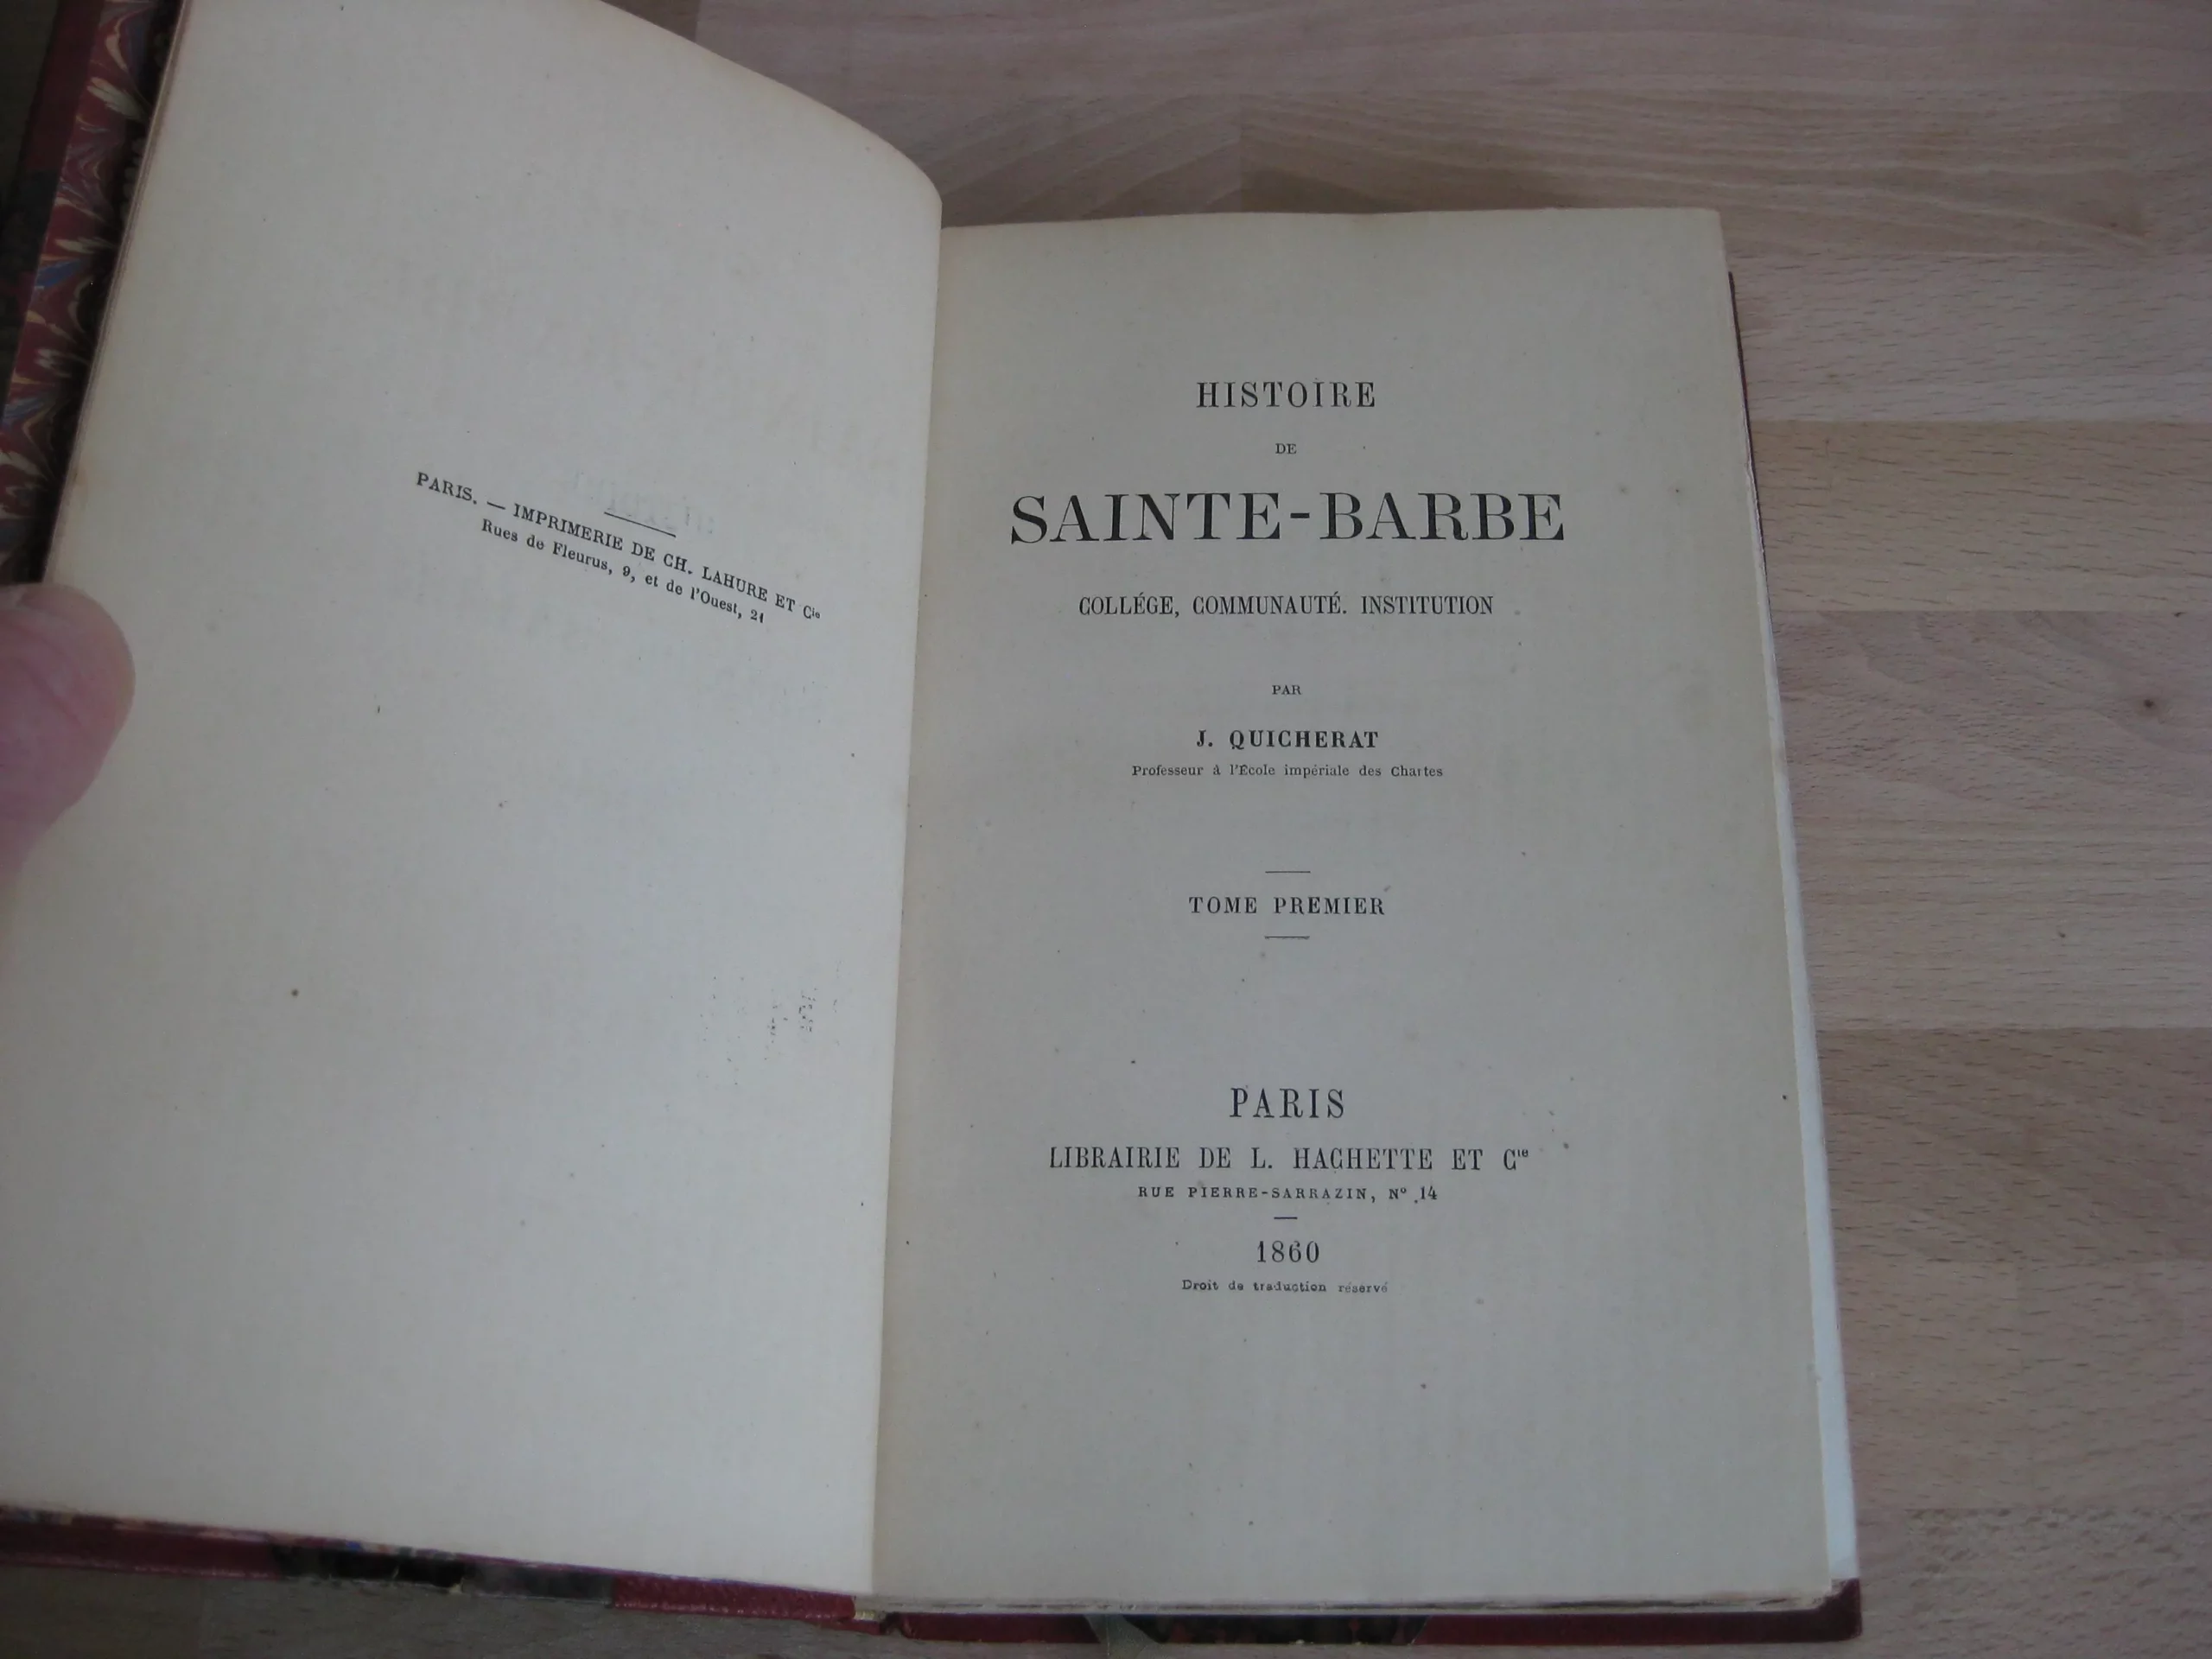 PARIS. — IMPRIMERIE DE CH. LAHURE ET Cie
Rues de Fleurus, 9, et de l'Ouest, 21
HISTOIRE
DE
SAINTE-BARBE
COLLÉGE, COMMUNAUTÉ. INSTITUTION
PAR
J. QUICHERAT
Professeur à l'École impériale des Chartes
TOME PREMIER
PARIS
LIBRAIRIE DE L. HACHETTE ET Cie
RUE PIERRE-SARRAZIN, N° 14
1860
Droit de traduction réservé